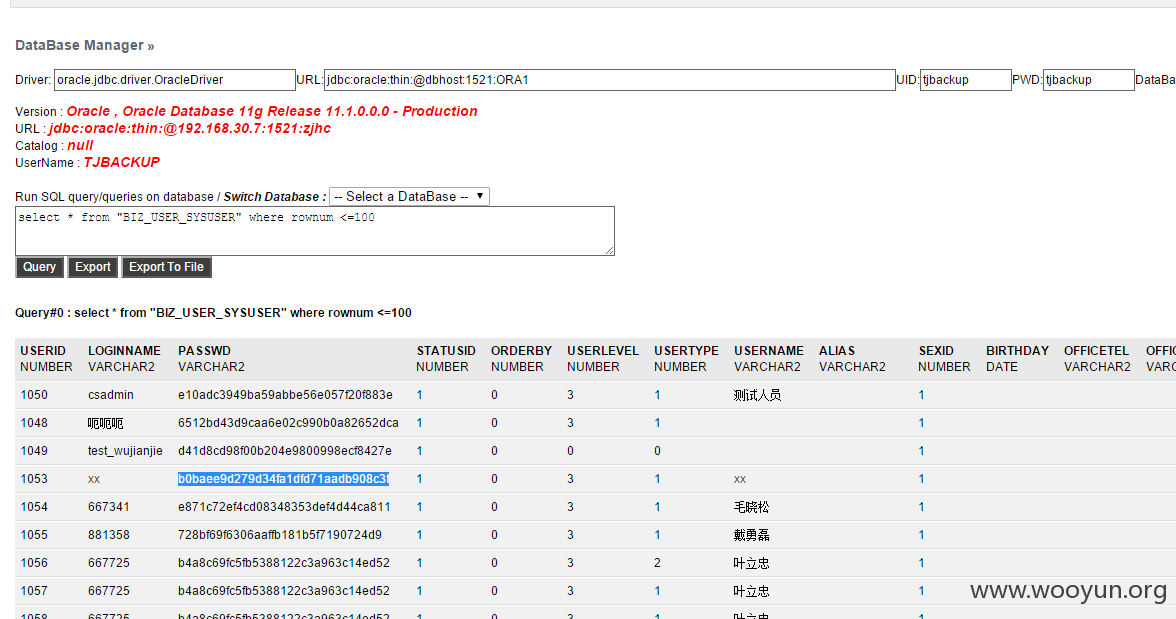 DataBase Manager »
Driver: oracle.jdbc.driver.OracleDriver URL: jdbc:oracle:thin:@dbhost:1521:ORA1 UID: tjbackup PWD: tjbackup DataBa
Version : Oracle , Oracle Database 11g Release 11.1.0.0.0 - Production
URL : jdbc:oracle:thin:@192.168.30.7:1521:zjhc
Catalog : null
UserName : TJBACKUP
Run SQL query/queries on database / Switch Database : -- Select a DataBase --
select * from "BIZ_USER_SYSUSER" where rownum <=100
Query Export Export To File
Query#0 : select * from "BIZ_USER_SYSUSER" where rownum <=100
USERID LOGINNAME PASSWD STATUSID ORDERBY USERLEVEL USERTYPE USERNAME ALIAS SEXID BIRTHDAY OFFICETEL OFFIC
NUMBER VARCHAR2 VARCHAR2 NUMBER NUMBER NUMBER NUMBER VARCHAR2 VARCHAR2 NUMBER DATE VARCHAR2 VARC
1050 csadmin e10adc3949ba59abbe56e057f20f883e 1 0 3 1 测试人员 1
1048 呃呃呃 6512bd43d9caa6e02c990b0a82652dca 1 0 3 1 1
1049 test_wujianjie d41d8cd98f00b204e9800998ecf8427e 1 0 0 0 1
1053 xx b0baee9d279d34fa1dfd71aadb908c3f 1 0 3 1 xx 1
1054 667341 e871c72ef4cd08348353def4d44ca811 1 0 3 1 毛晓松 1
1055 881358 728bf69f6306aaffb181b5f7190724d9 1 0 3 1 戴勇磊 1
1056 667725 b4a8c69fc5fb5388122c3a963c14ed52 1 0 3 2 叶立忠 1
1057 667725 b4a8c69fc5fb5388122c3a963c14ed52 1 0 3 1 叶立忠 1
1058 667725 b4a8c69fc5fb5388122c3a963c14ed52 1 0 3 1 叶立忠 1
www.wooyun.org